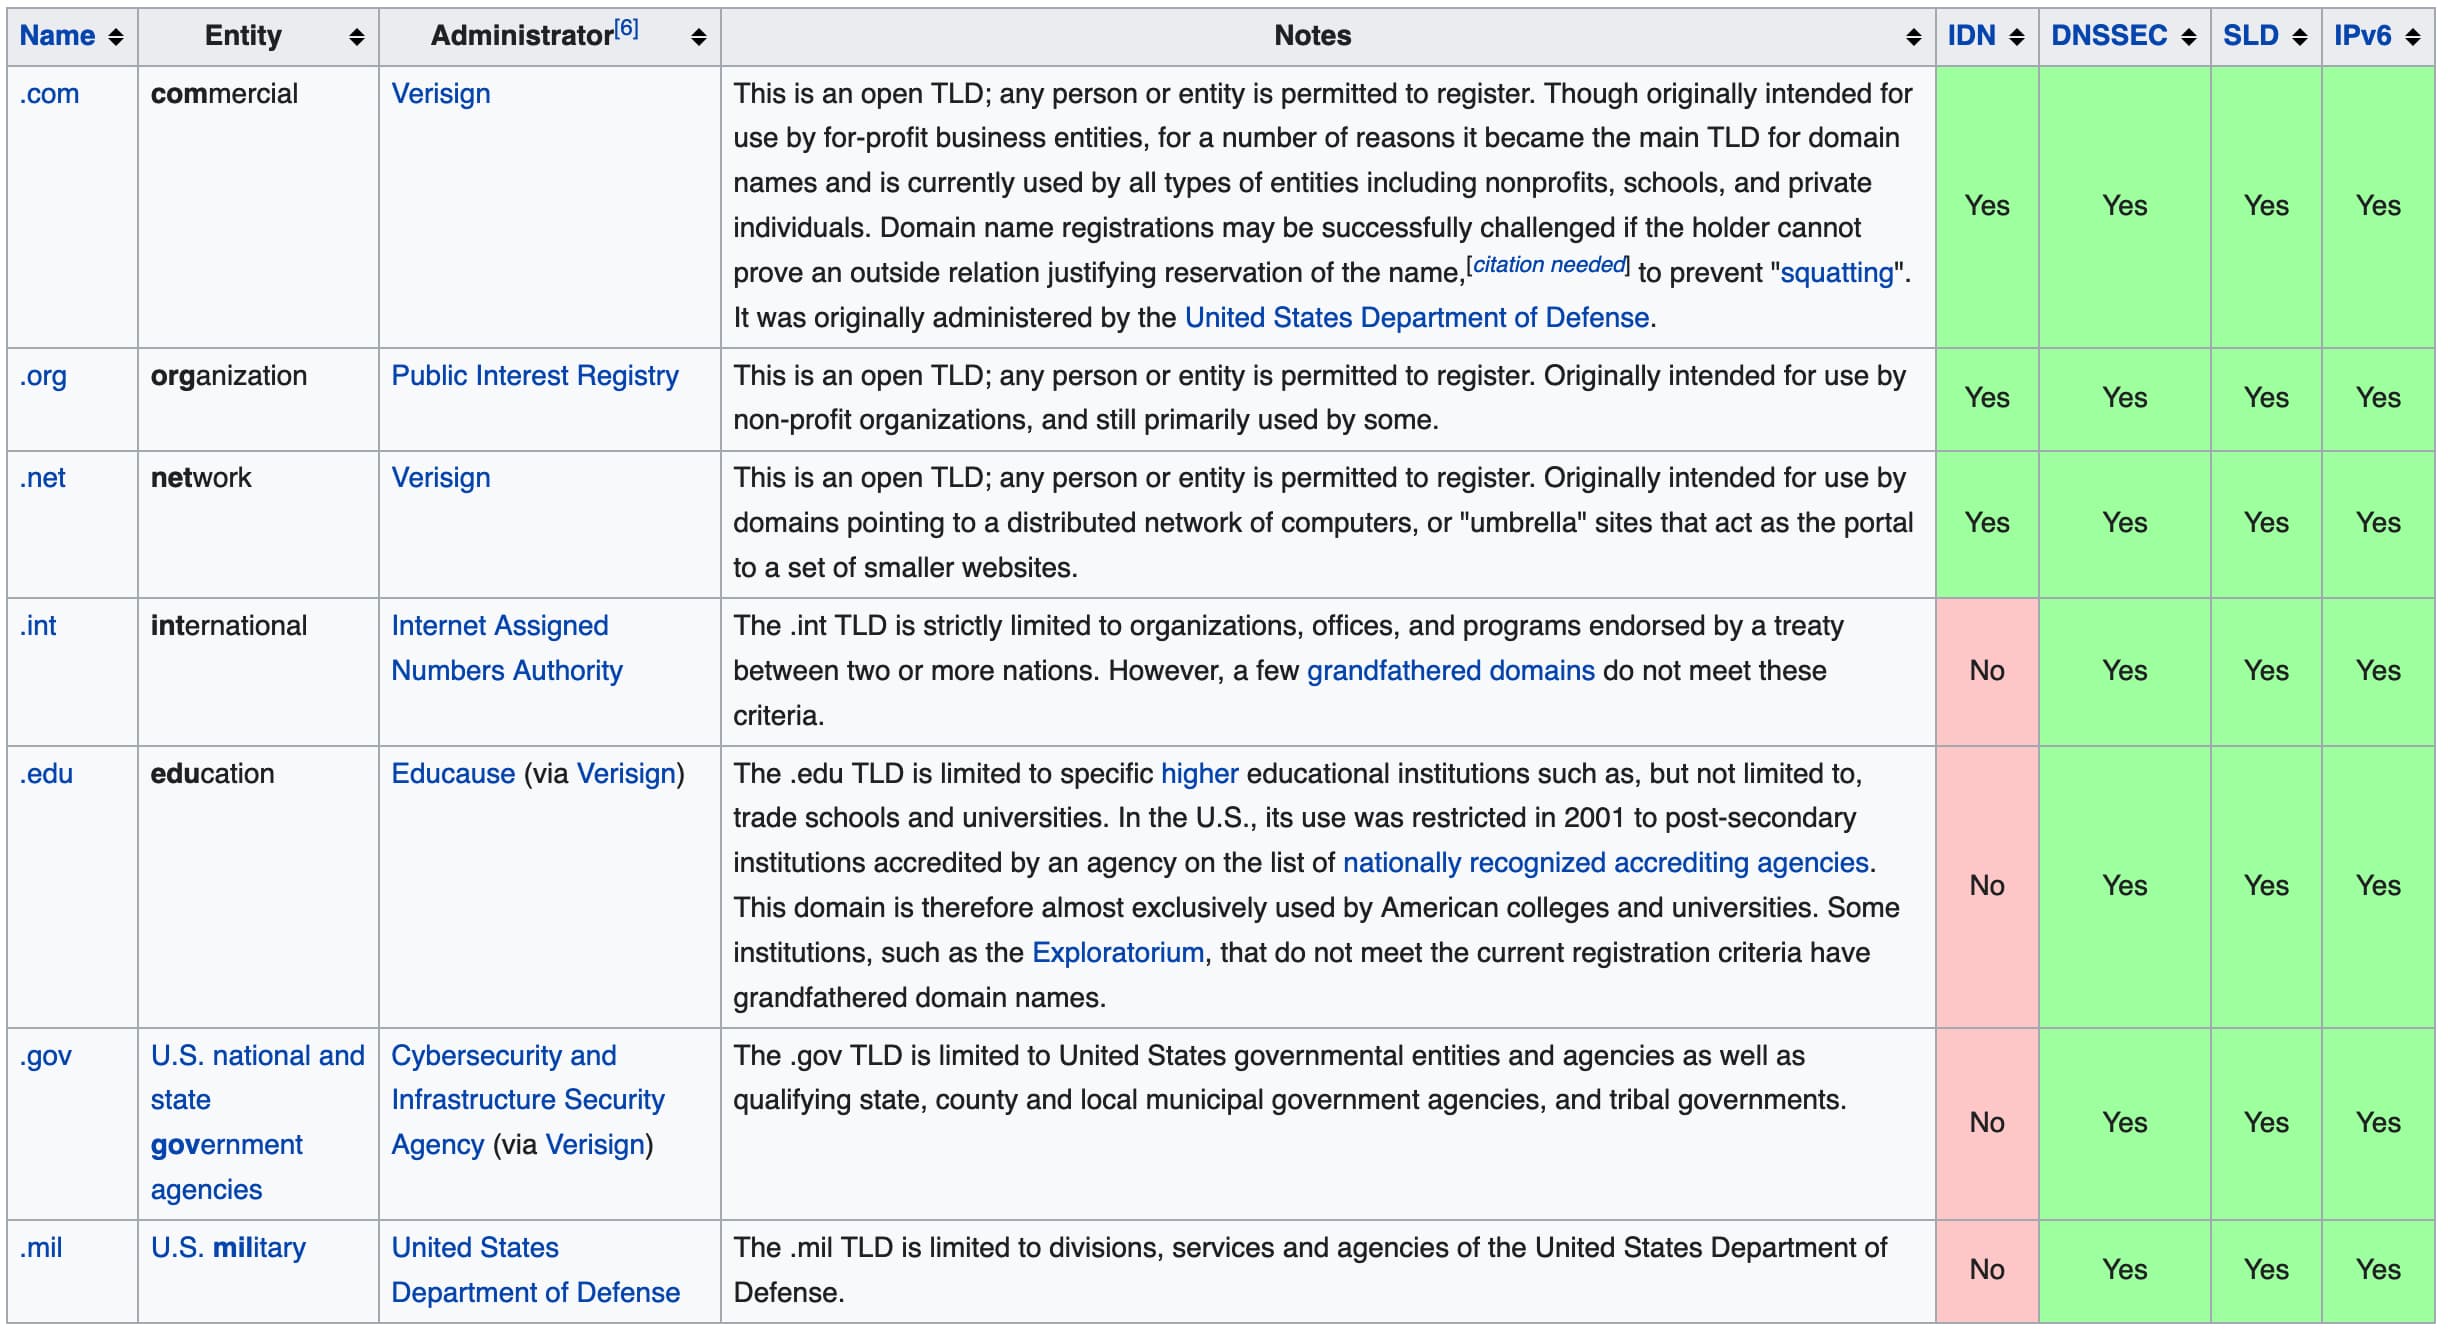 Name Entity Administrator[6] Notes IDN DNSSEC SLD IPv6
.com commercial Verisign This is an open TLD; any person or entity is permitted to register. Though originally intended for
use by for-profit business entities, for a number of reasons it became the main TLD for domain
names and is currently used by all types of entities including nonprofits, schools, and private
individuals. Domain name registrations may be successfully challenged if the holder cannot
prove an outside relation justifying reservation of the name,[citation needed] to prevent "squatting".
It was originally administered by the United States Department of Defense.
Yes Yes Yes Yes
.org organization Public Interest Registry This is an open TLD; any person or entity is permitted to register. Originally intended for use by
non-profit organizations, and still primarily used by some.
Yes Yes Yes Yes
.net network Verisign This is an open TLD; any person or entity is permitted to register. Originally intended for use by
domains pointing to a distributed network of computers, or "umbrella" sites that act as the portal
to a set of smaller websites.
Yes Yes Yes Yes
.int international Internet Assigned
Numbers Authority
The .int TLD is strictly limited to organizations, offices, and programs endorsed by a treaty
between two or more nations. However, a few grandfathered domains do not meet these
criteria.
No Yes Yes Yes
.edu education Educause (via Verisign) The .edu TLD is limited to specific higher educational institutions such as, but not limited to,
trade schools and universities. In the U.S., its use was restricted in 2001 to post-secondary
institutions accredited by an agency on the list of nationally recognized accrediting agencies.
This domain is therefore almost exclusively used by American colleges and universities. Some
institutions, such as the Exploratorium, that do not meet the current registration criteria have
grandfathered domain names.
No Yes Yes Yes
.gov
U.S. national and
state
government
agencies
Cybersecurity and
Infrastructure Security
Agency (via Verisign)
The .gov TLD is limited to United States governmental entities and agencies as well as
qualifying state, county and local municipal government agencies, and tribal governments.
No Yes Yes Yes
.mil U.S. military United States
Department of Defense
The .mil TLD is limited to divisions, services and agencies of the United States Department of
Defense.
No Yes Yes Yes